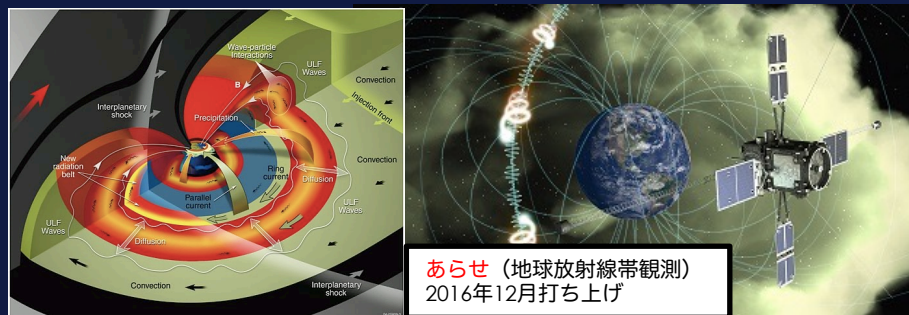 Wave-particle
Interactions
ULF
Waves
B
Convection
Injection front
Interplanetary
shock
Precipitation
Convection
New
radiation
belt
Ring
current
Diffusion
Parallel
current
ULF
Waves
ULF
Waves
Diffusion
Convection
Interplanetary
shock
あらせ（地球放射線帯観測）
2016年12月打ち上げ